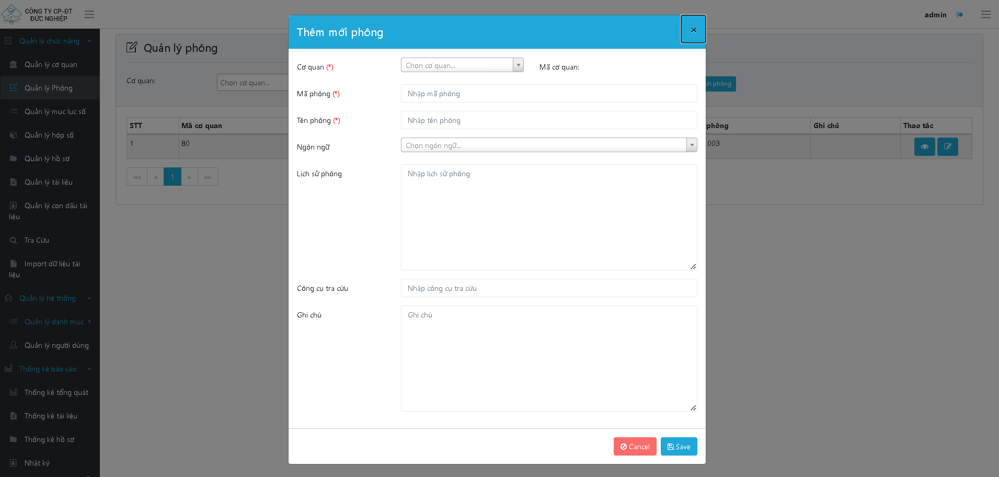 CÔNG TY CP-ĐT
ĐỨC NGHIỆP
admin
Quản lý chức năng
Quản lý cơ quan
Quản lý Phông
Quản lý mục lục số
Quản lý hộp số
Quản lý hồ sơ
Quản lý tài liệu
Quản lý con dấu tài
liệu
Tra Cứu
Import dữ liệu tài
liệu
Quản lý hệ thống
Quản lý danh mục
Quản lý người dùng
Thống kê báo cáo
Thống kê tổng quát
Thống kê tài liệu
Thống kê hồ sơ
Nhật ký
Quản lý phông
Cơ quan:
Chọn cơ quan...
ới phông
STT
Mã cơ quan
phông
Ghi chú
Thao tác
1
80
003
«« « 1 » »»
Thêm mới phông
×
Cơ quan (*)
Chọn cơ quan...
Mã cơ quan:
Mã phông (*)
Nhập mã phông
Tên phông (*)
Nhập tên phông
Ngôn ngữ
Chọn ngôn ngữ...
Lịch sử phông
Nhập lịch sử phông
Công cụ tra cứu
Nhập công cụ tra cứu
Ghi chú
Ghi chú
Cancel
Save